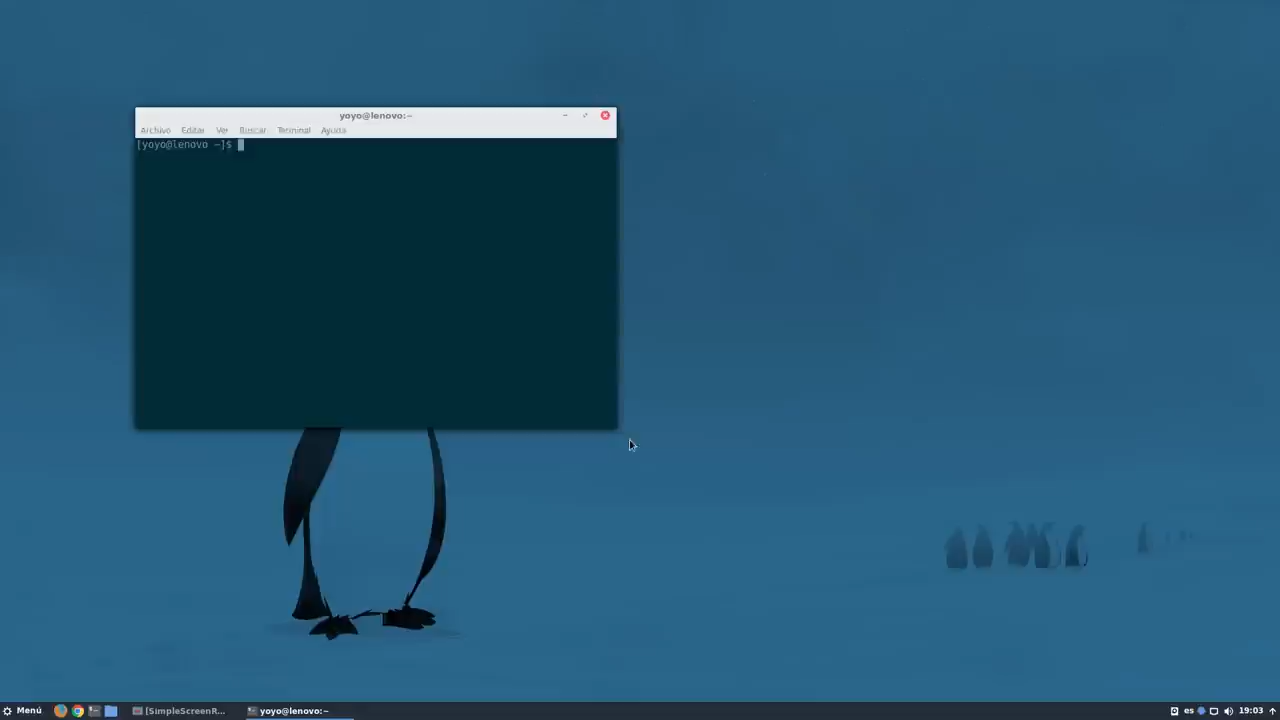 yoyo@lenovo:~
Archivo Editar Ver Buscar Terminal Ayuda
[yoyo@lenovo ~]$
Menú [SimpleScreenR... yoyo@lenovo:~ es 19:03